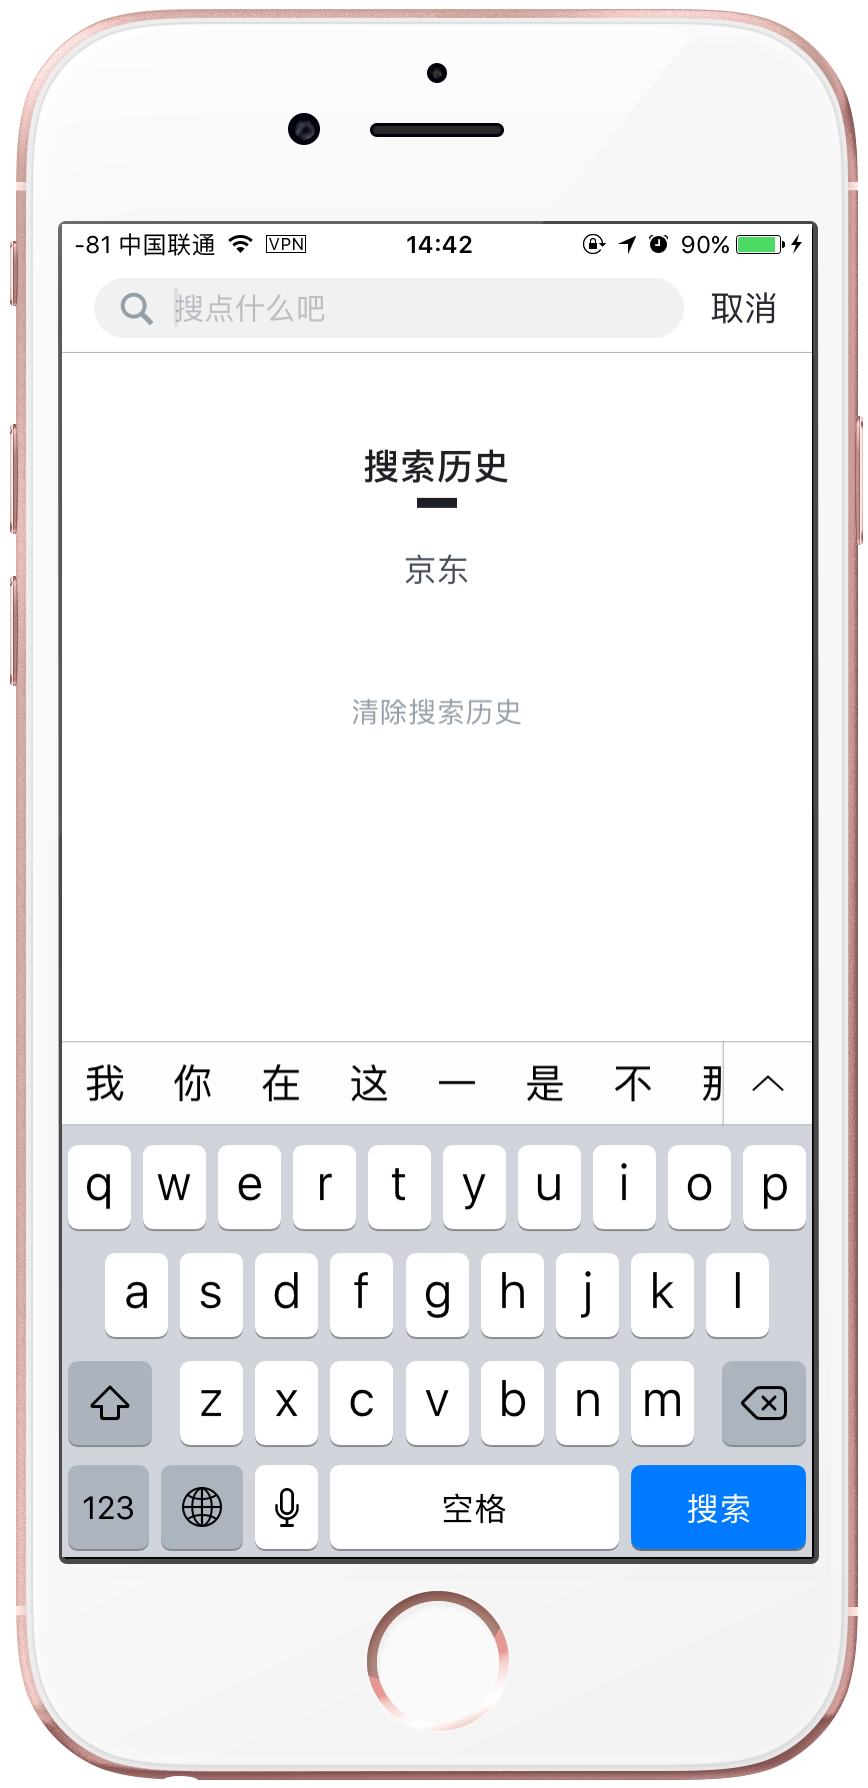 -81 中国联通 VPN 14:42 90%
搜点什么吧 取消
搜索历史
京东
清除搜索历史
我 你 在 这 一 是 不 那
q w e r t y u i o p
a s d f g h j k l
z x c v b n m
123 空格 搜索